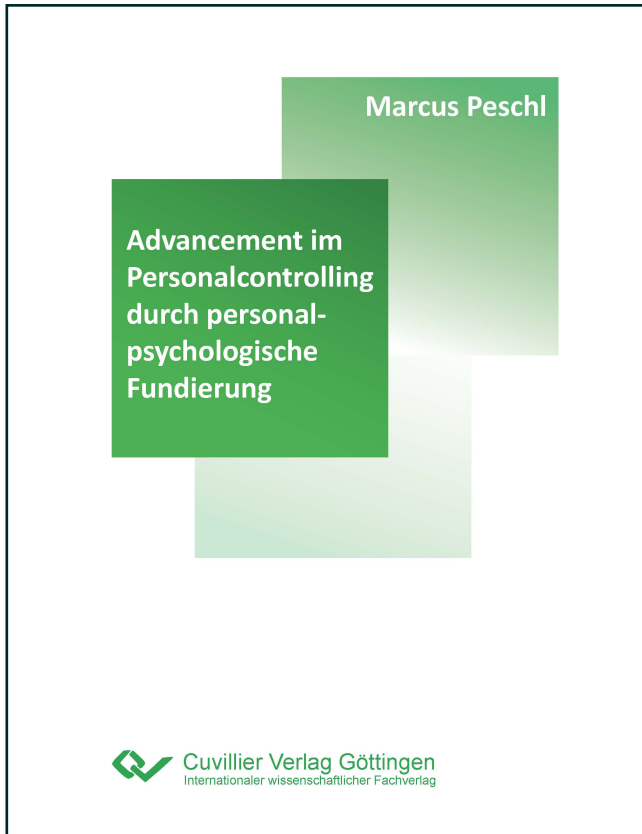 Marcus Peschl
Advancement im
Personalcontrolling
durch personal-
psychologische
Fundierung
Cuvillier Verlag Göttingen
Internationaler wissenschaftlicher Fachverlag